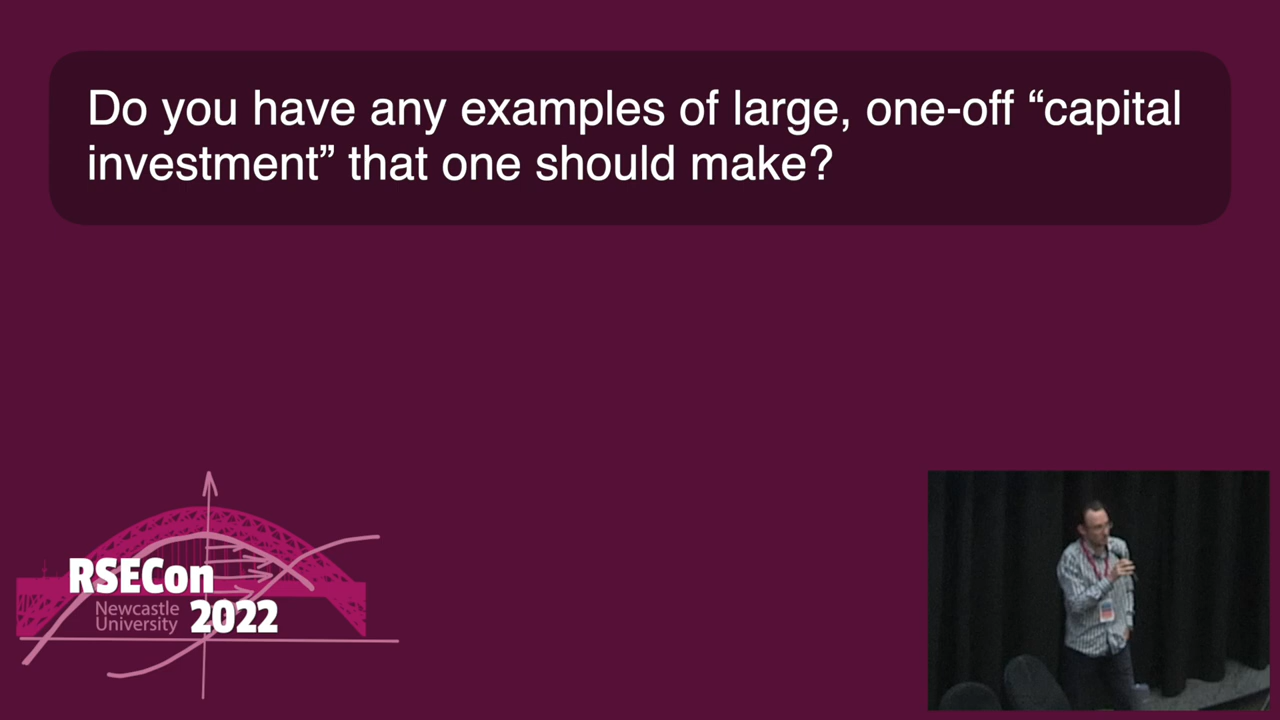 Do you have any examples of large, one-off “capital
investment” that one should make?
RSECon
Newcastle
University
2022